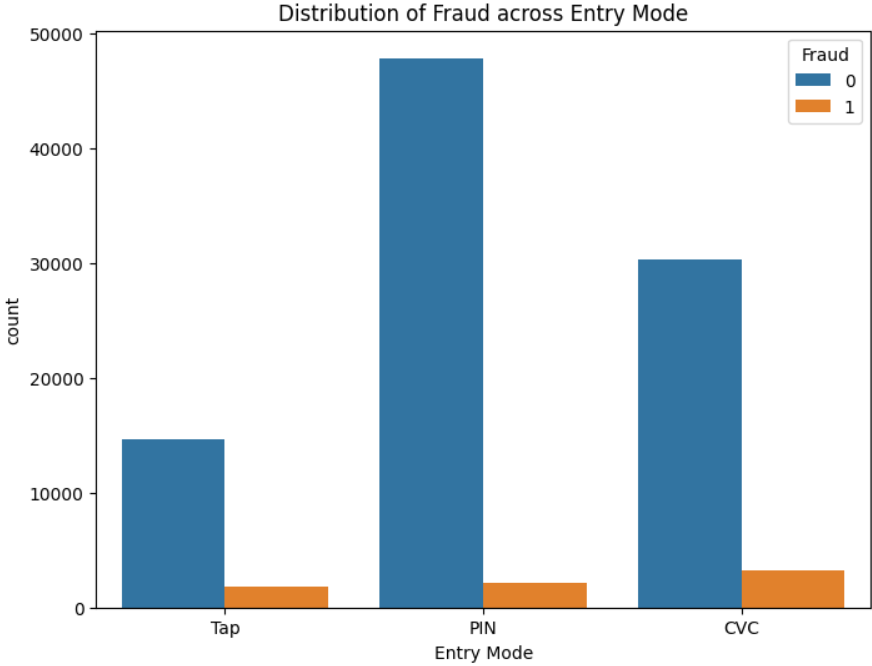 Distribution of Fraud across Entry Mode
50000
40000
30000
20000
10000
0
count
Fraud
0
1
Tap PIN CVC
Entry Mode